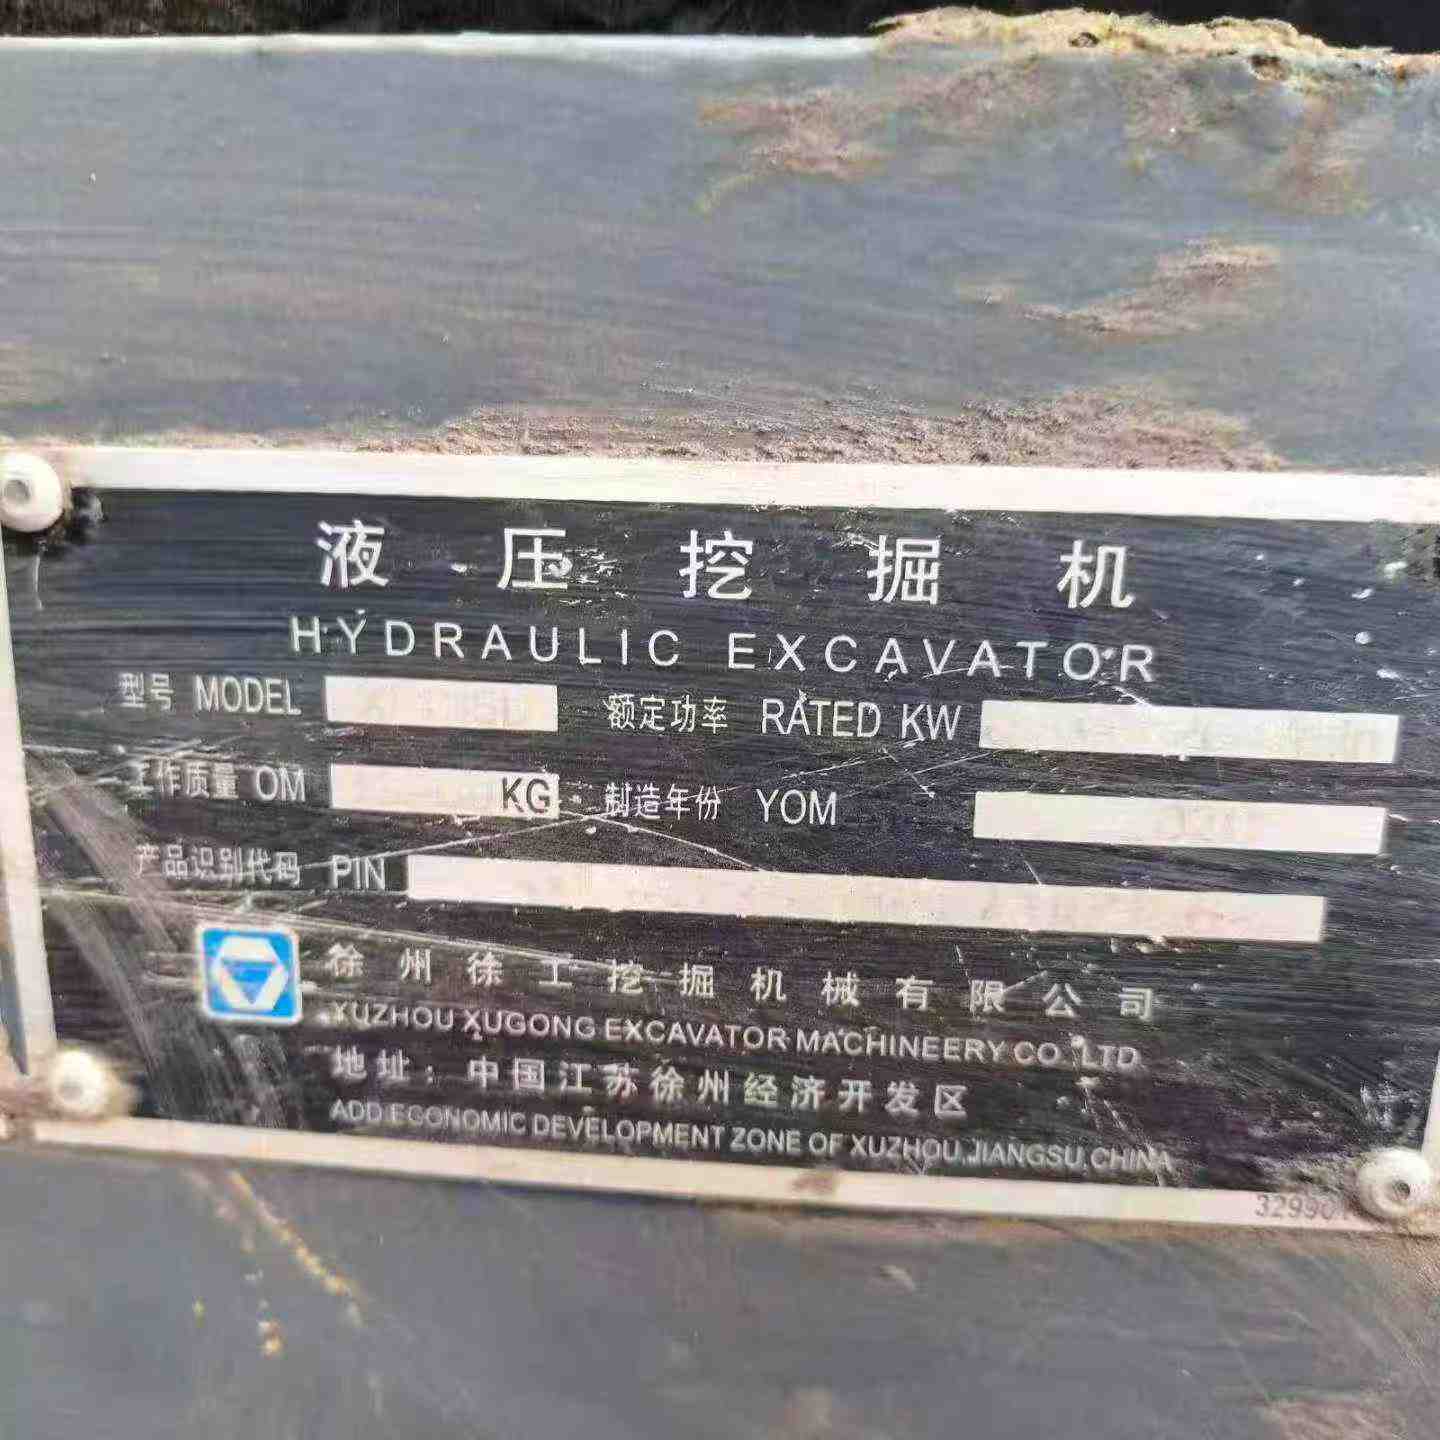 液压挖掘机
HYDRAULIC EXCAVATOR
型号 MODEL 额定功率 RATED KW
工作质量 OM KG 制造年份 YOM
产品识别代码 PIN
徐州徐工挖掘机械有限公司
XUZHOU XUGONG EXCAVATOR MACHINEERY CO.,LTD
地址：中国江苏徐州经济开发区
ADD:ECONOMIC DEVELOPMENT ZONE OF XUZHOU,JIANGSU,CHINA